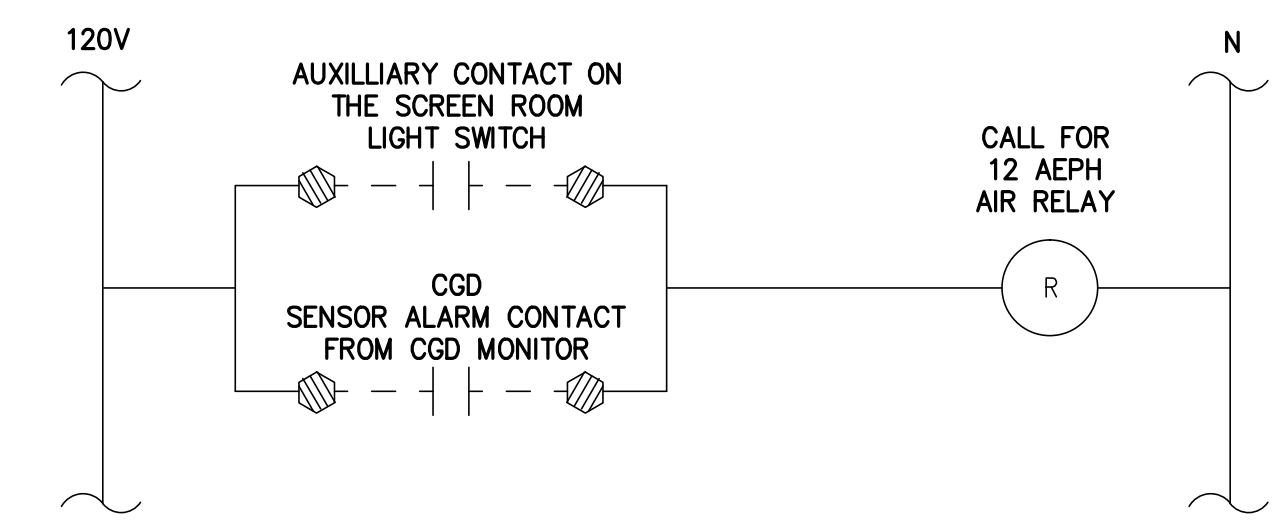 120V
N
AUXILLIARY CONTACT ON
THE SCREEN ROOM
LIGHT SWITCH
CALL FOR
12 AEPH
AIR RELAY
CGD
SENSOR ALARM CONTACT
FROM CGD MONITOR
R